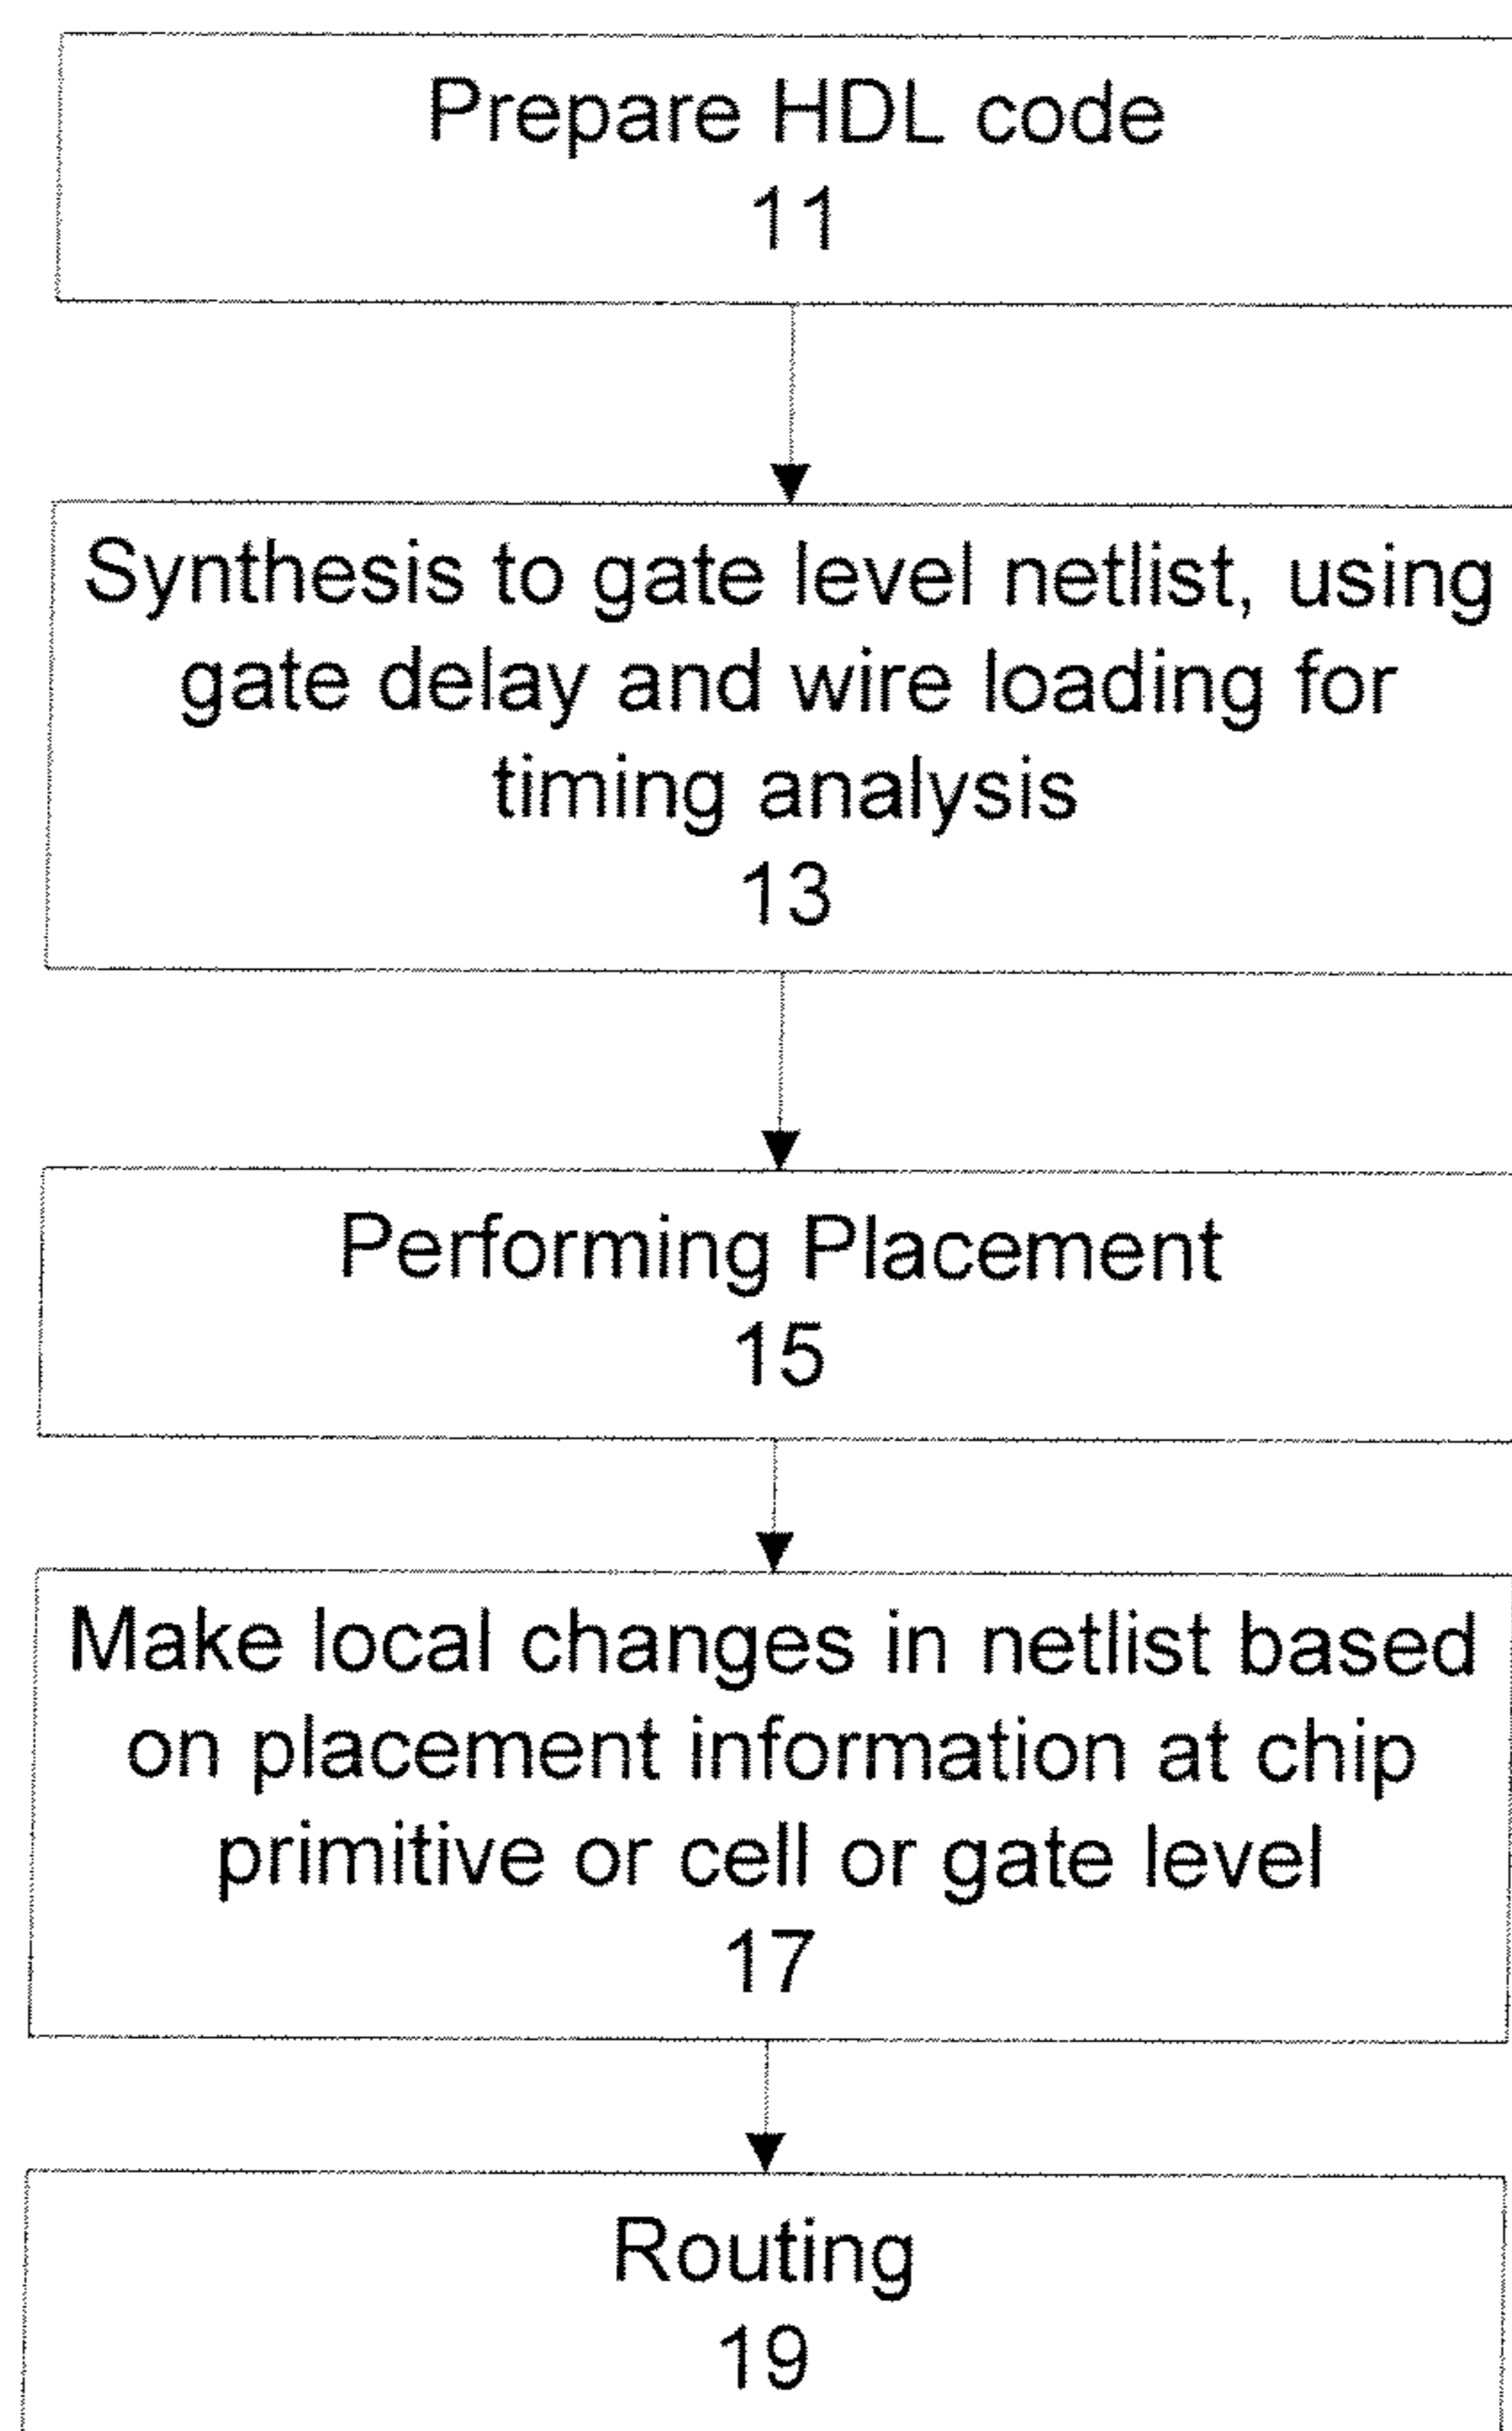 Prepare HDL code
11
Synthesis to gate level netlist, using
gate delay and wire loading for
timing analysis
13
Performing Placement
15
Make local changes in netlist based
on placement information at chip
primitive or cell or gate level
17
Routing
19